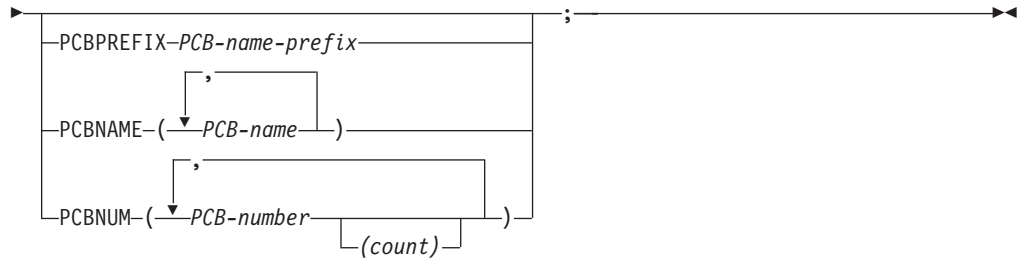 ;
PCBPREFIX PCB-name-prefix
,
PCBNAME ( PCB-name )
,
PCBNUM ( PCB-number )
(count)